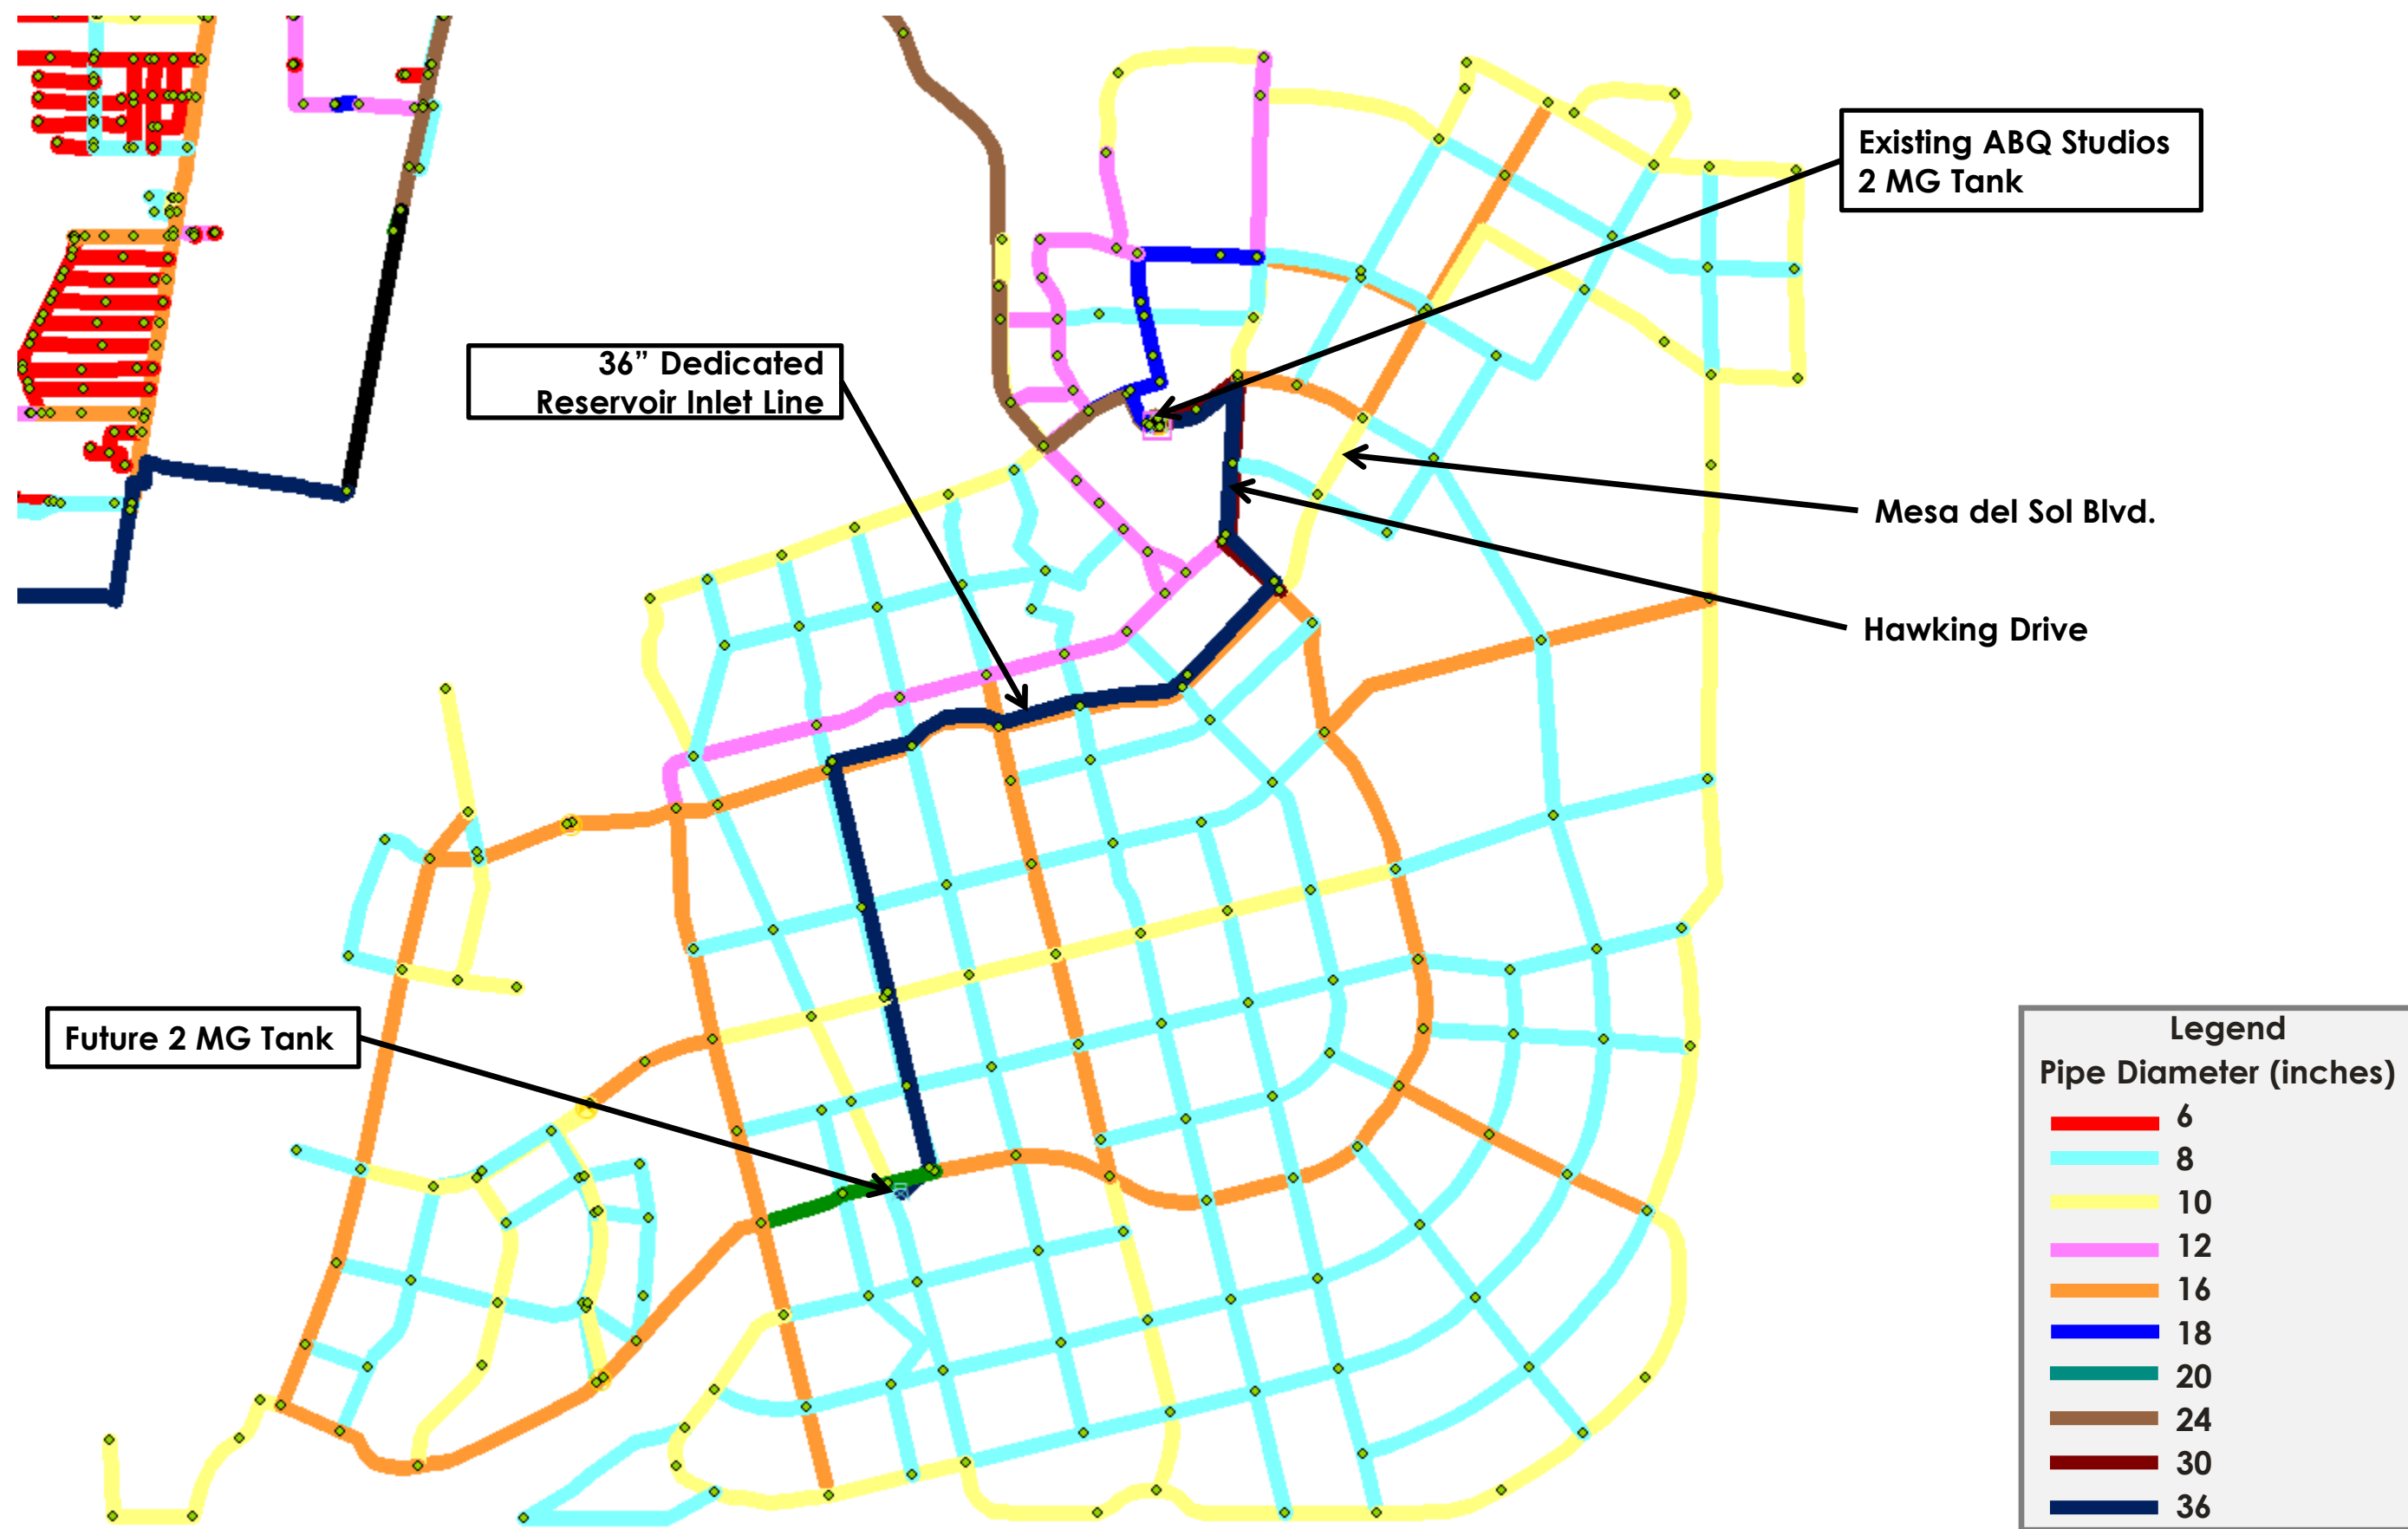 Existing ABQ Studios
2 MG Tank
36” Dedicated
Reservoir Inlet Line
Mesa del Sol Blvd.
Hawking Drive
Future 2 MG Tank
Legend
Pipe Diameter (inches)
6
8
10
12
16
18
20
24
30
36